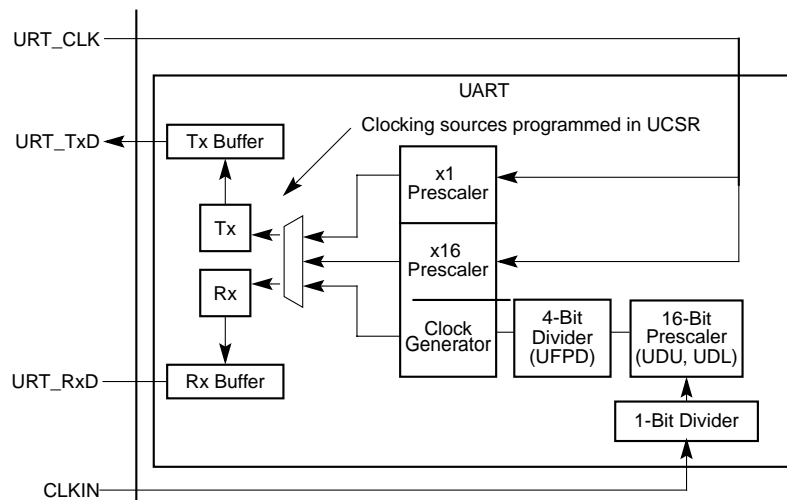 URT_CLK
UART
URT_TxD
Tx Buffer
Clocking sources programmed in UCSR
x1
Prescaler
Tx
x16
Prescaler
Rx
Clock
Generator
4-Bit
Divider
(UFPD)
16-Bit
Prescaler
(UDU, UDL)
URT_RxD
Rx Buffer
1-Bit Divider
CLKIN